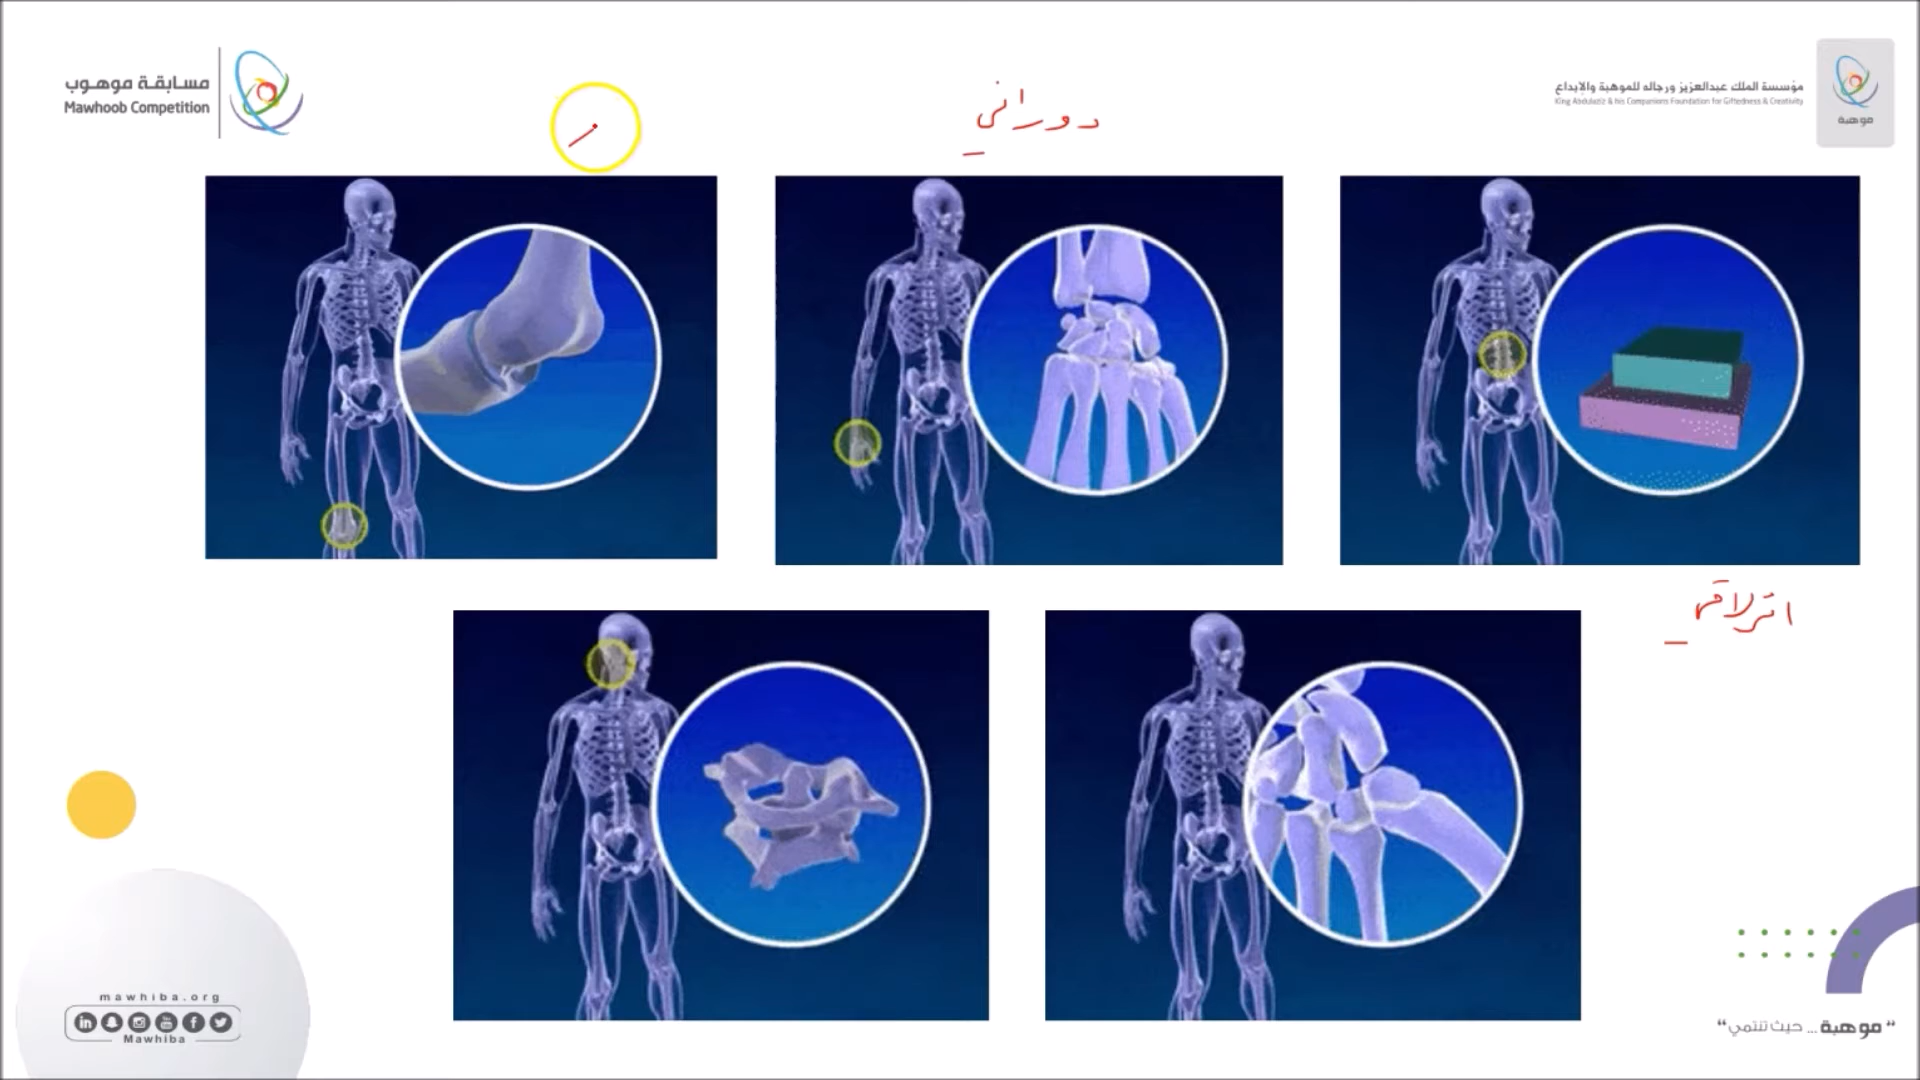 مسابقة موهوب
Mawhoob Competition
مؤسسة الملك عبدالعزيز ورجاله للموهبة والإبداع
King Abdulaziz & his Companions Foundation for Giftedness & Creativity
موهبة
دوراني
انزلاقي
mawhiba.org
Mawhiba
"موهبة ... حيث تنتمي"